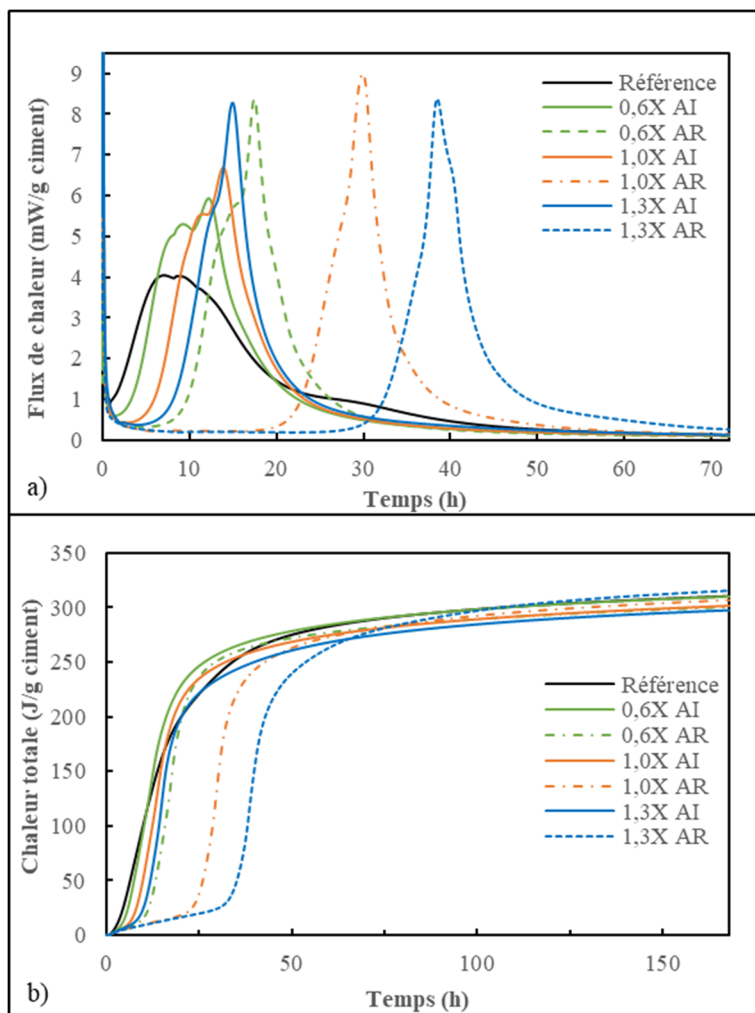 Flux de chaleur (mW/g ciment)
9
8
7
6
5
4
3
2
1
0
Référence
0,6X AI
0,6X AR
1,0X AI
1,0X AR
1,3X AI
1,3X AR
0 10 20 30 40 50 60 70
Temps (h)
a)
Chaleur totale (J/g ciment)
350
300
250
200
150
100
50
0
Référence
0,6X AI
0,6X AR
1,0X AI
1,0X AR
1,3X AI
1,3X AR
0 50 100 150
Temps (h)
b)